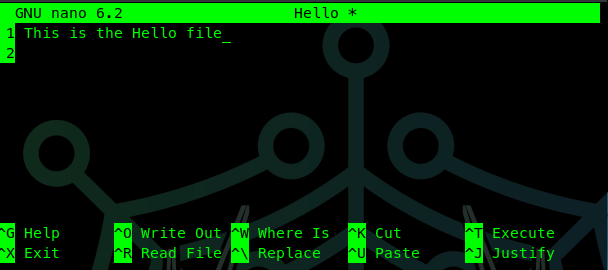 GNU nano 6.2 Hello *
1 This is the Hello file_
2
^G Help ^O Write Out ^W Where Is ^K Cut ^T Execute
^X Exit ^R Read File ^\ Replace ^U Paste ^J Justify